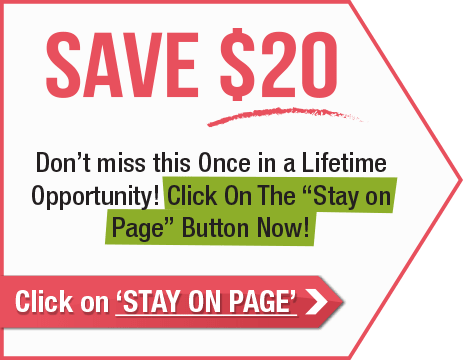 SAVE $20
Don’t miss this Once in a Lifetime
Opportunity! Click On The “Stay on
Page” Button Now!
Click on ‘STAY ON PAGE’